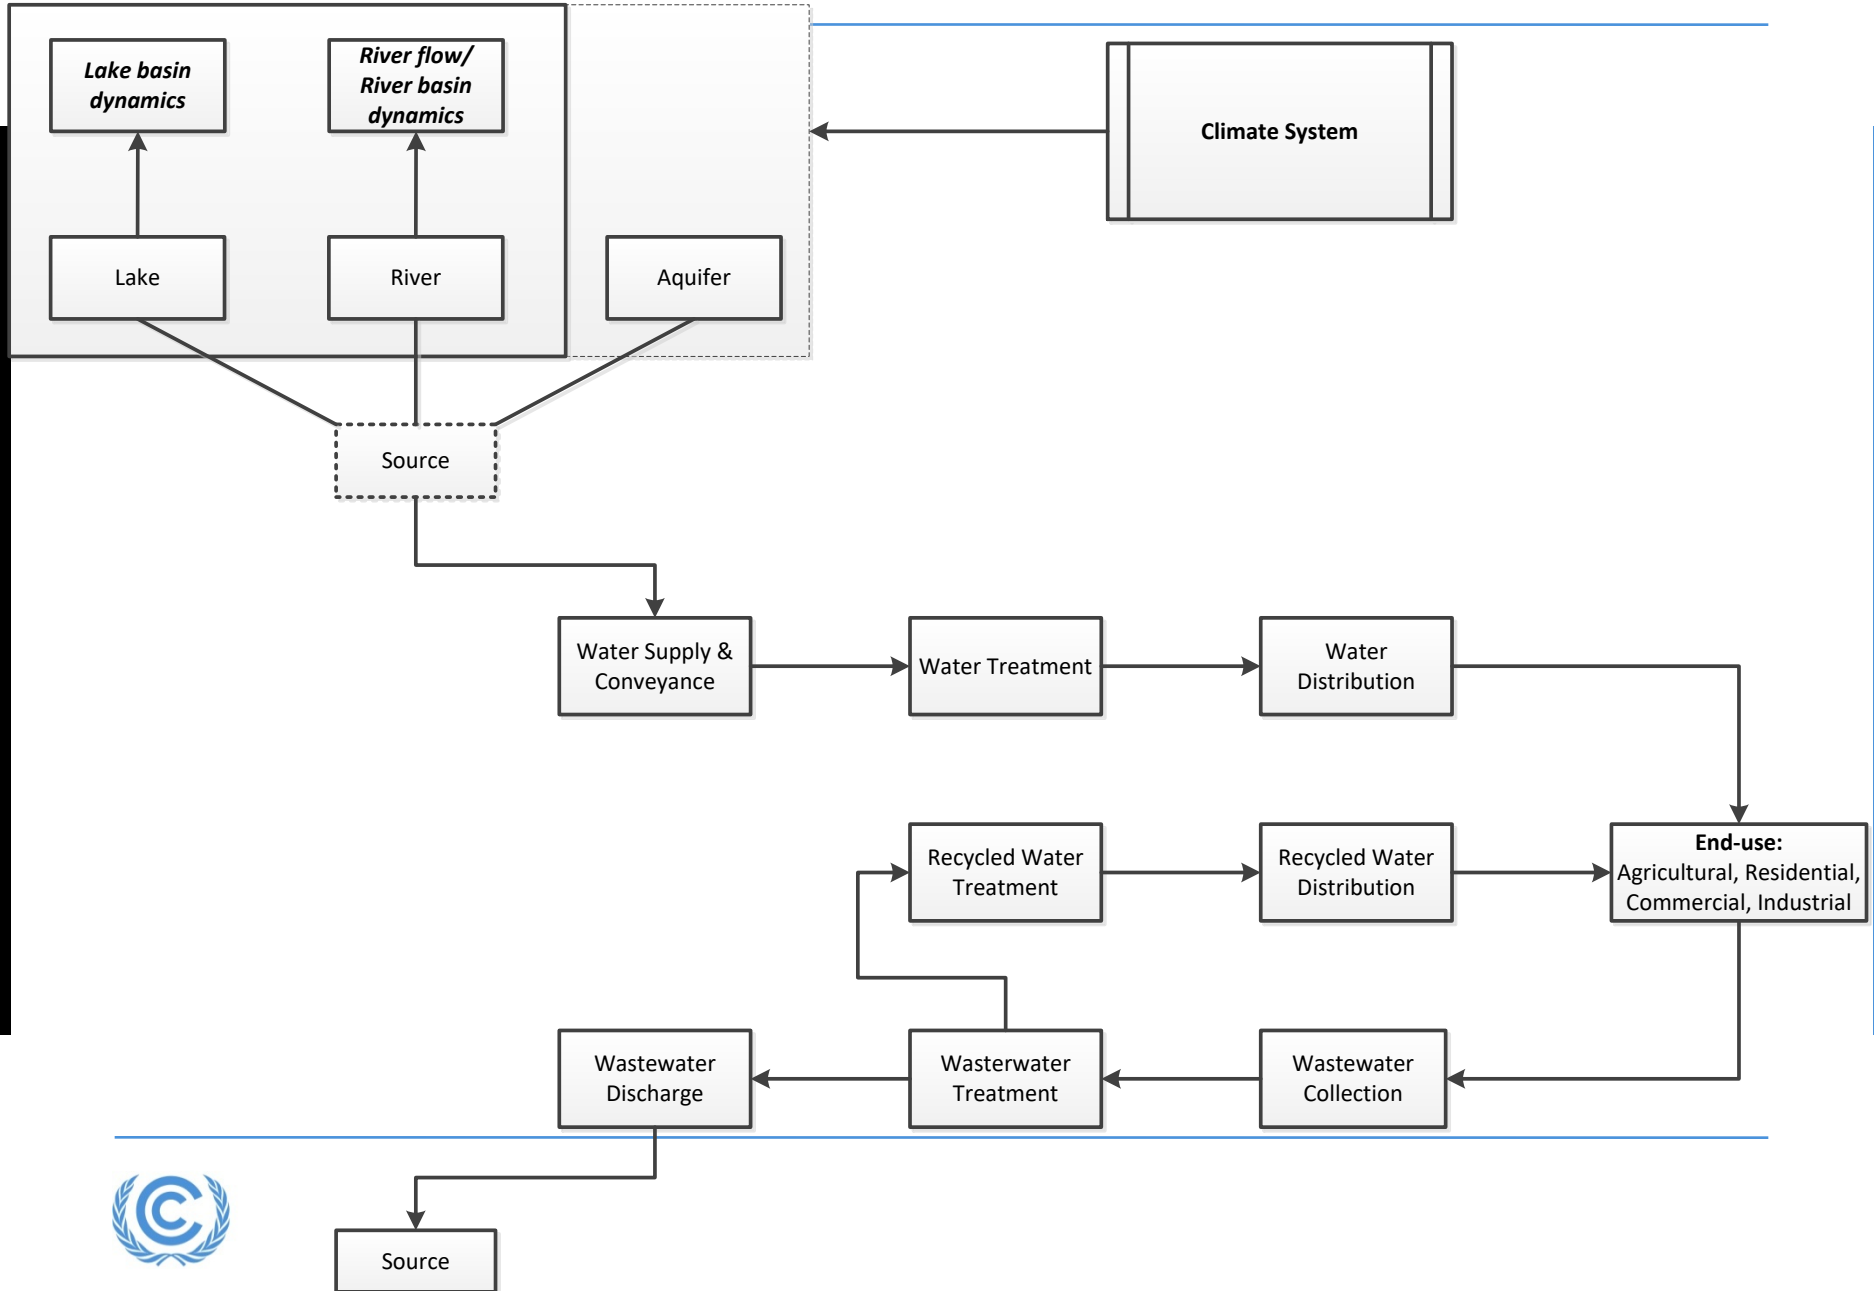 Lake basin
dynamics
River flow/
River basin
dynamics
Climate System
Lake
River
Aquifer
Source
Water Supply &
Conveyance
Water Treatment
Water
Distribution
Recycled Water
Treatment
Recycled Water
Distribution
End-use:
Agricultural, Residential,
Commercial, Industrial
Wastewater
Discharge
Wasterwater
Treatment
Wastewater
Collection
Source